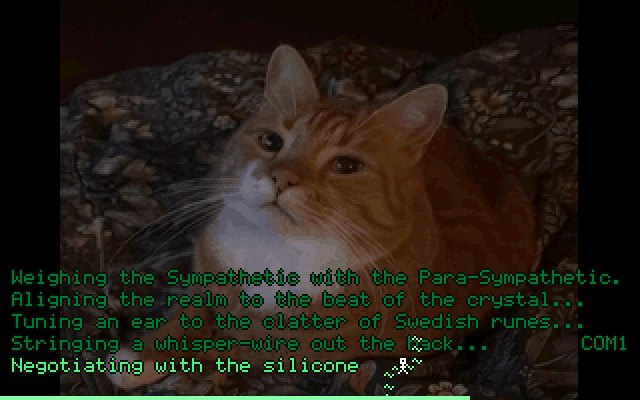 Weighing the Sympathetic with the Para-Sympathetic.
Aligning the realm to the beat of the crystal...
Tuning an ear to the clatter of Swedish runes...
Stringing a whisper-wire out the back... COM1
Negotiating with the silicone